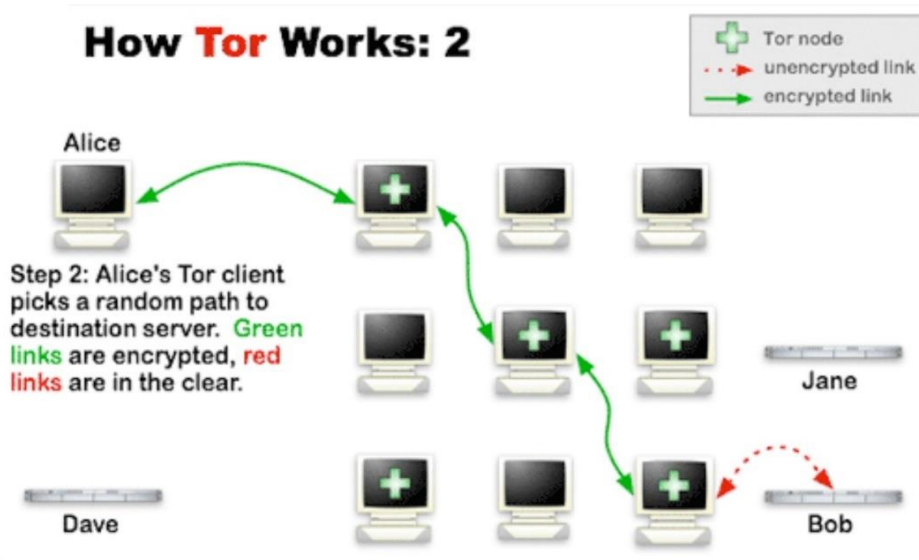 How Tor Works: 2
Tor node
unencrypted link
encrypted link
Alice
Step 2: Alice's Tor client
picks a random path to
destination server. Green
links are encrypted, red
links are in the clear.
Jane
Dave
Bob